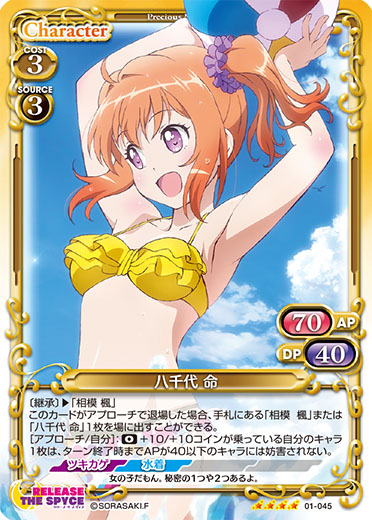 Precious
Character
COST
3
SOURCE
3
70 AP
DP 40
八千代 命
〔継承〕▶「相模 楓」
このカードがアプローチで退場した場合、手札にある「相模 楓」または
「八千代 命」1枚を場に出すことができる。
[アプローチ/自分]:+10/+10コインが乗っている自分のキャラ
1枚は、ターン終了時までAPが40以下のキャラには妨害されない。
ツキカゲ 水着
女の子だもん。秘密の1つや2つあるよ。
RELEASE
THE SPYCE
©SORASAKI.F
01-045